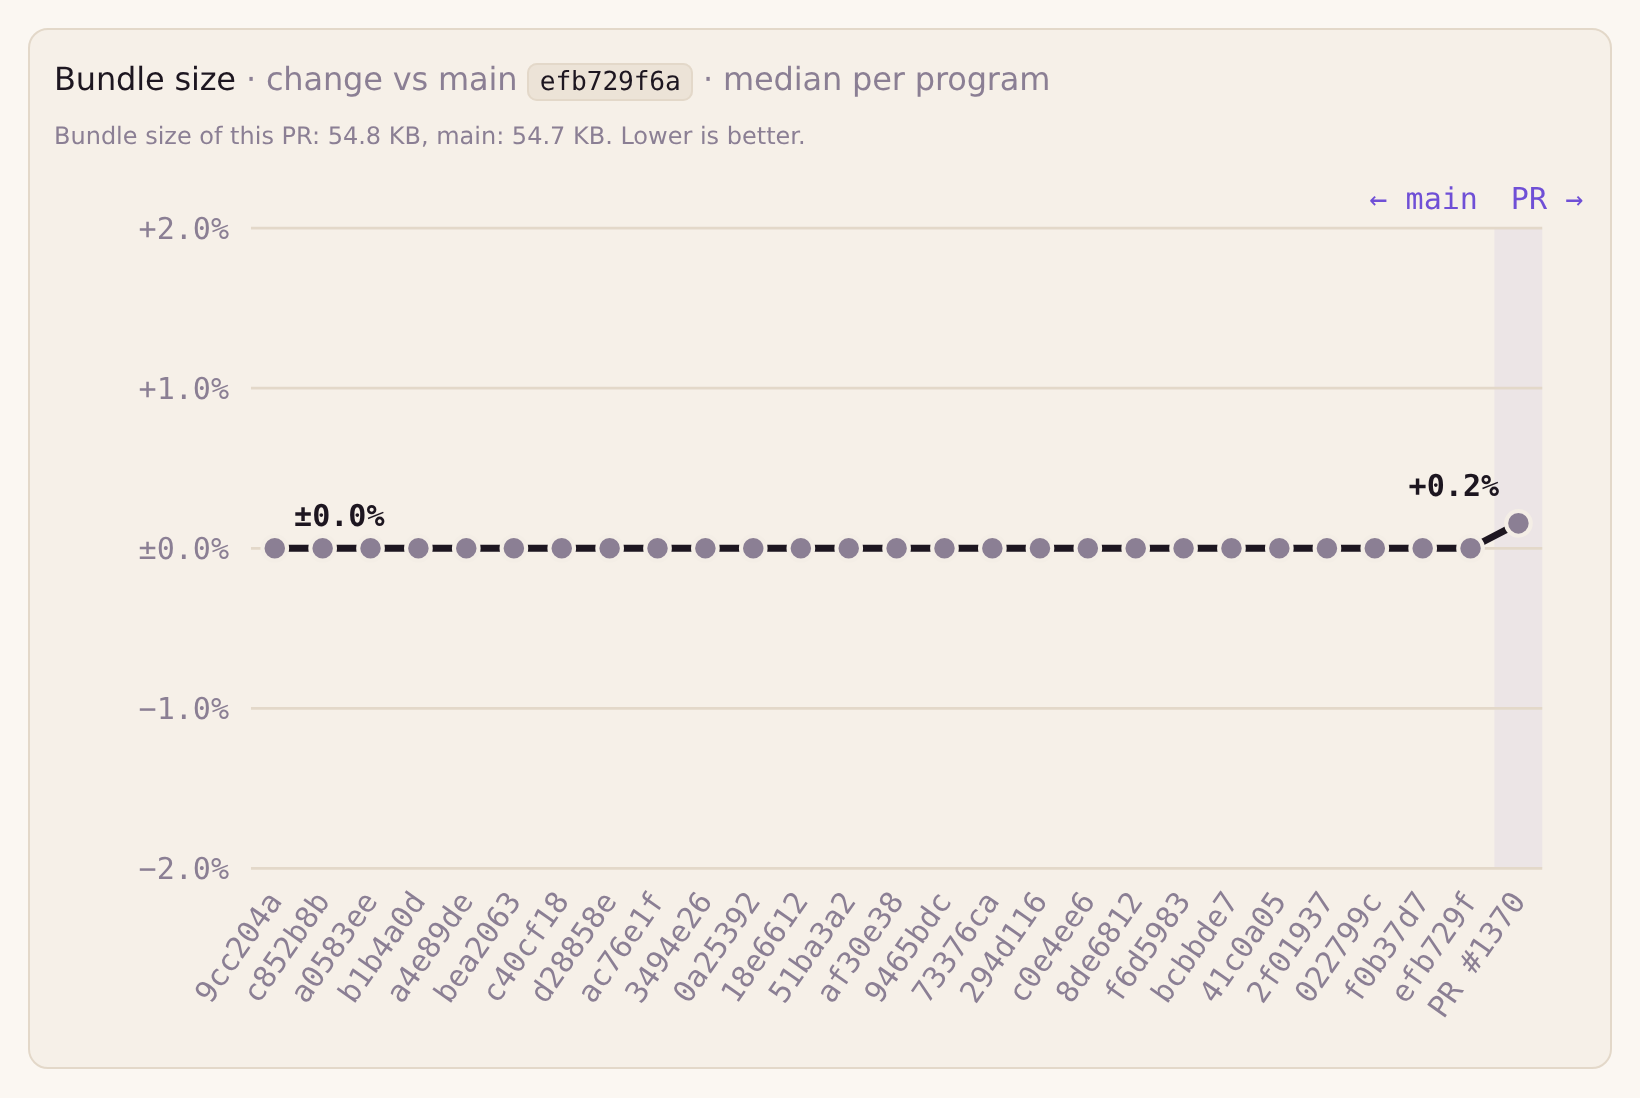 Bundle size · change vs main efb729f6a · median per program
Bundle size of this PR: 54.8 KB, main: 54.7 KB. Lower is better.
← main PR →
+2.0%
+1.0%
+0.2%
±0.0%
±0.0%
−1.0%
−2.0%
9cc204a
c852b8b
a0583ee
b1b4a0d
a4e89de
bea2063
c40cf18
d28858e
ac76e1f
3494e26
0a25392
18e6612
51ba3a2
af30e38
9465bdc
73376ca
294d116
c0e4ee6
8de6812
f6d5983
bcbbde7
41c0a05
2f01937
022799c
f0b37d7
efb729f
PR #1370